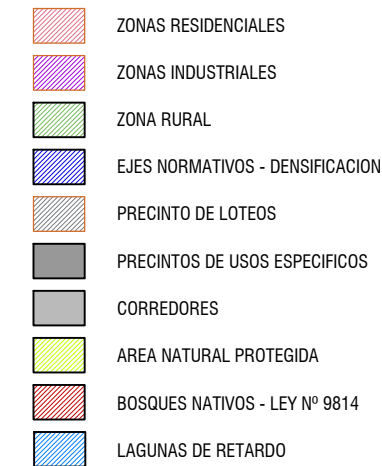 ZONAS RESIDENCIALES
ZONAS INDUSTRIALES
ZONA RURAL
EJES NORMATIVOS - DENSIFICACION
PRECINTO DE LOTEOS
PRECINTOS DE USOS ESPECIFICOS
CORREDORES
AREA NATURAL PROTEGIDA
BOSQUES NATIVOS - LEY Nº 9814
LAGUNAS DE RETARDO